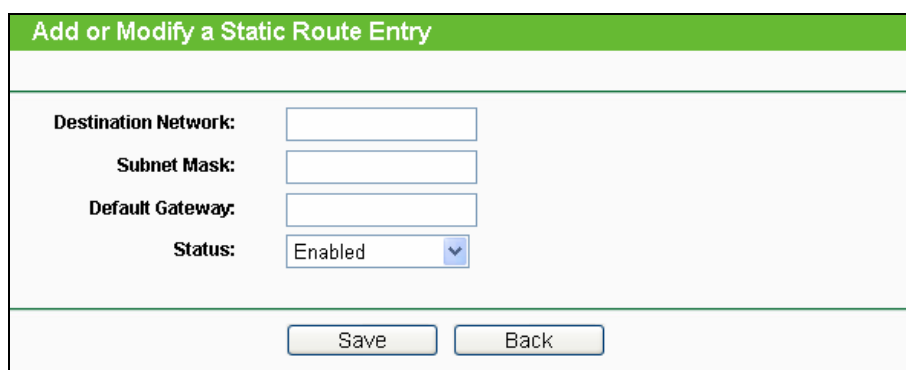 Add or Modify a Static Route Entry
Destination Network:
Subnet Mask:
Default Gateway:
Status: Enabled
Save Back